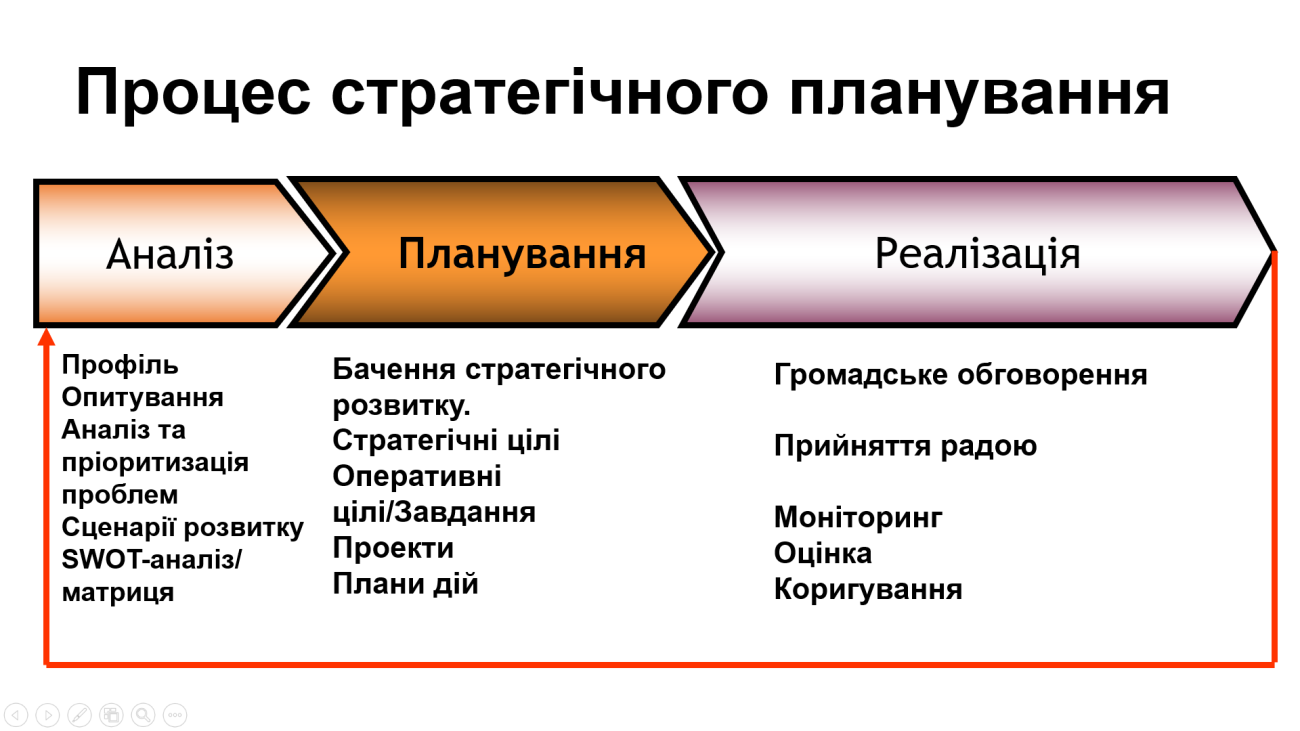 Процес стратегічного планування
Аналіз
Планування
Реалізація
Профіль
Опитування
Аналіз та
пріоритизація
проблем
Сценарії розвитку
SWOT-аналіз/
матриця
Бачення стратегічного
розвитку.
Стратегічні цілі
Оперативні
цілі/Завдання
Проекти
Плани дій
Громадське обговорення
Прийняття радою
Моніторинг
Оцінка
Коригування